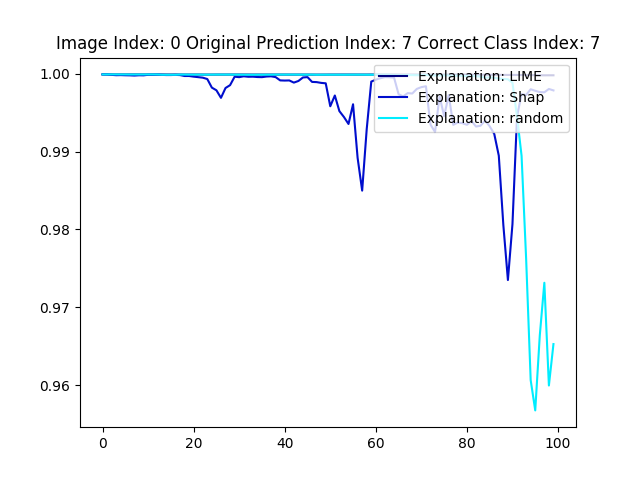 Image Index: 0 Original Prediction Index: 7 Correct Class Index: 7
1.00
0.99
0.98
0.97
0.96
Explanation: LIME
Explanation: Shap
Explanation: random
0 20 40 60 80 100